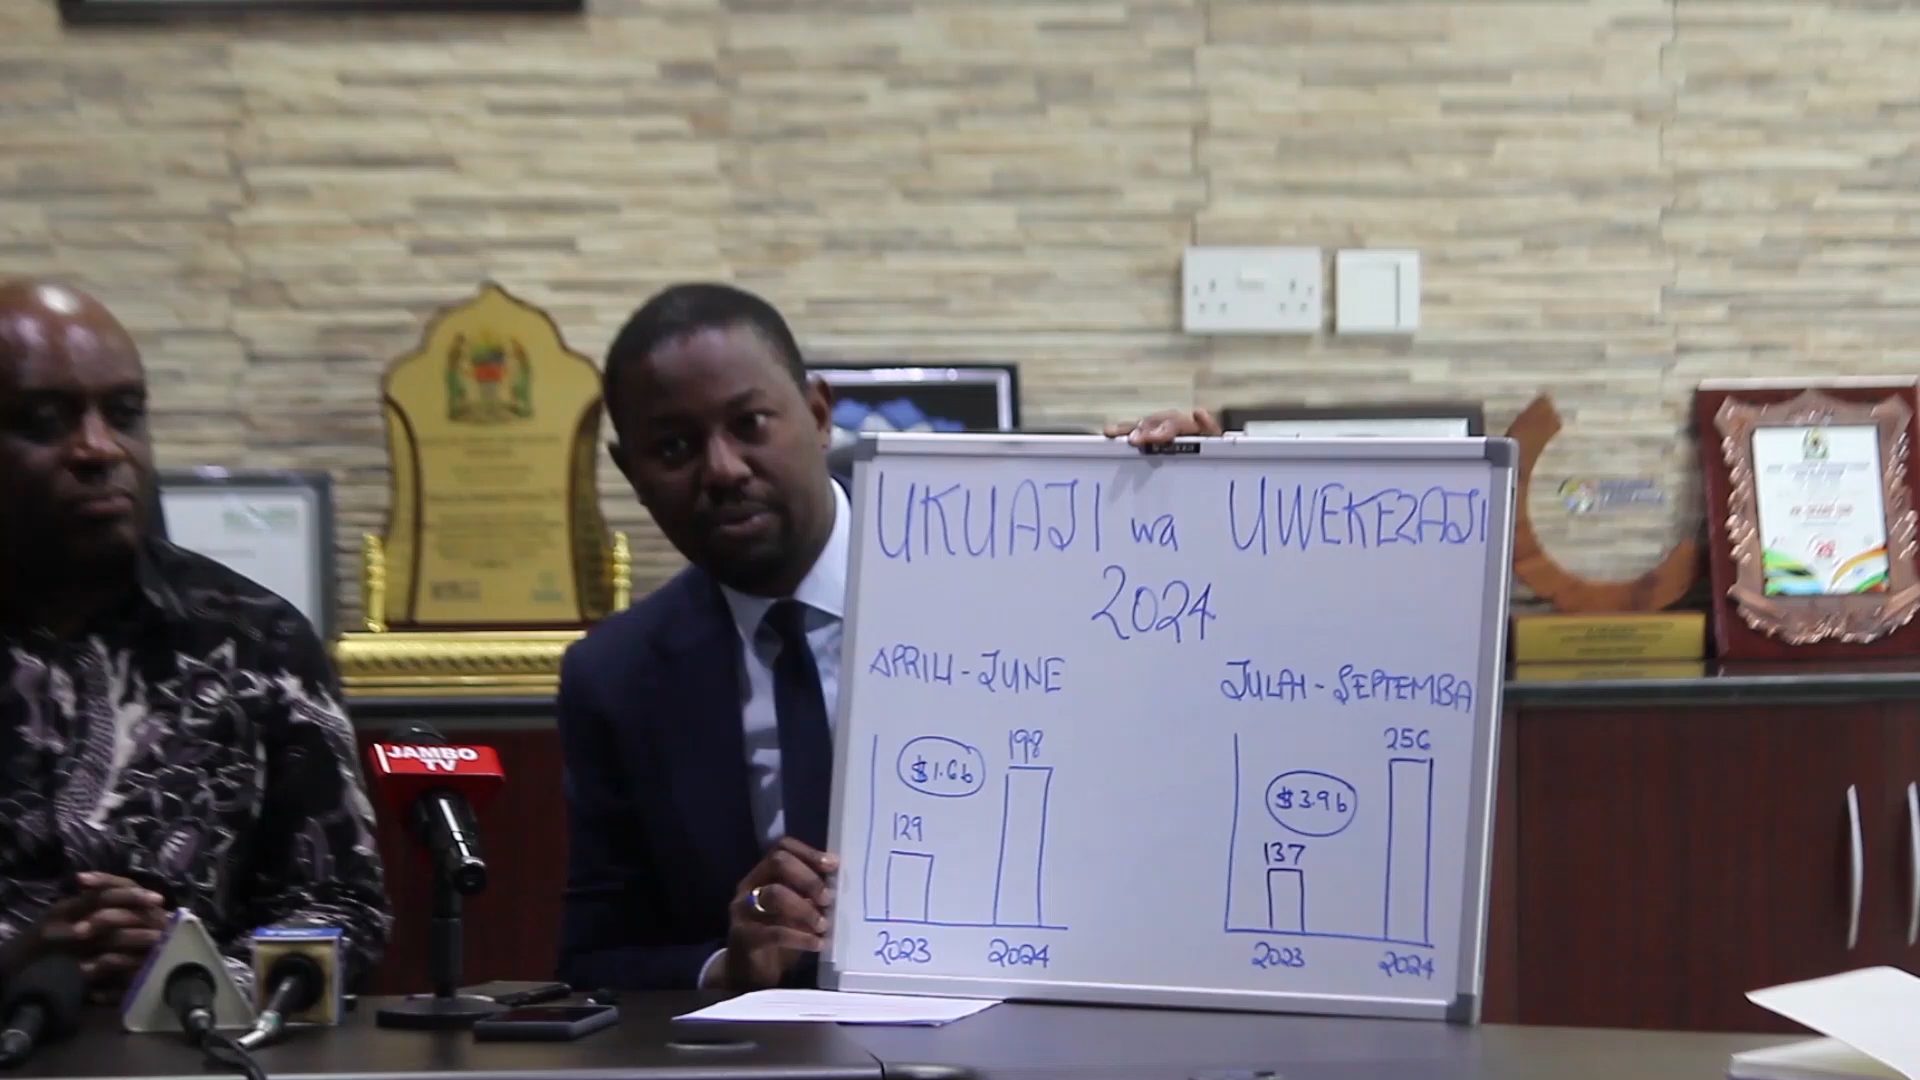 JAMBO
TV
UKUAJI wa UWEKEZAJI
2024
APRILI - JUNE
$1.6b
129
198
2023
2024
JULAI - SEPTEMBA
$3.9b
137
256
2023
2024